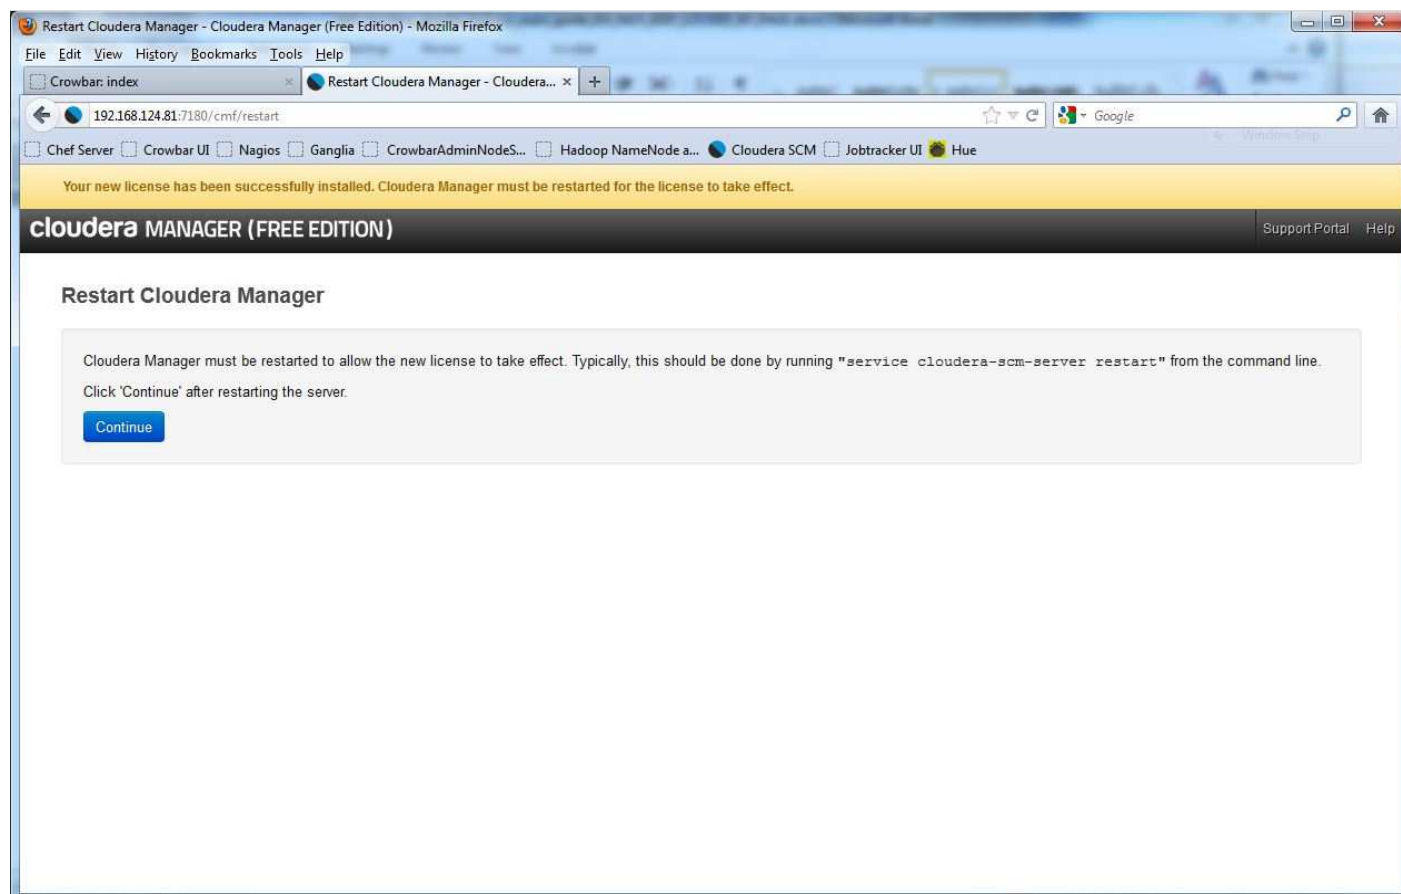 Restart Cloudera Manager - Cloudera Manager (Free Edition) - Mozilla Firefox
File Edit View History Bookmarks Tools Help
Crowbar: index × Restart Cloudera Manager - Cloudera... × +
192.168.124.81:7180/cmf/restart Google
Chef Server Crowbar UI Nagios Ganglia CrowbarAdminNodeS... Hadoop NameNode a... Cloudera SCM Jobtracker UI Hue
Your new license has been successfully installed. Cloudera Manager must be restarted for the license to take effect.
cloudera MANAGER (FREE EDITION) Support Portal Help
Restart Cloudera Manager
Cloudera Manager must be restarted to allow the new license to take effect. Typically, this should be done by running "service cloudera-scm-server restart" from the command line.
Click 'Continue' after restarting the server.
Continue